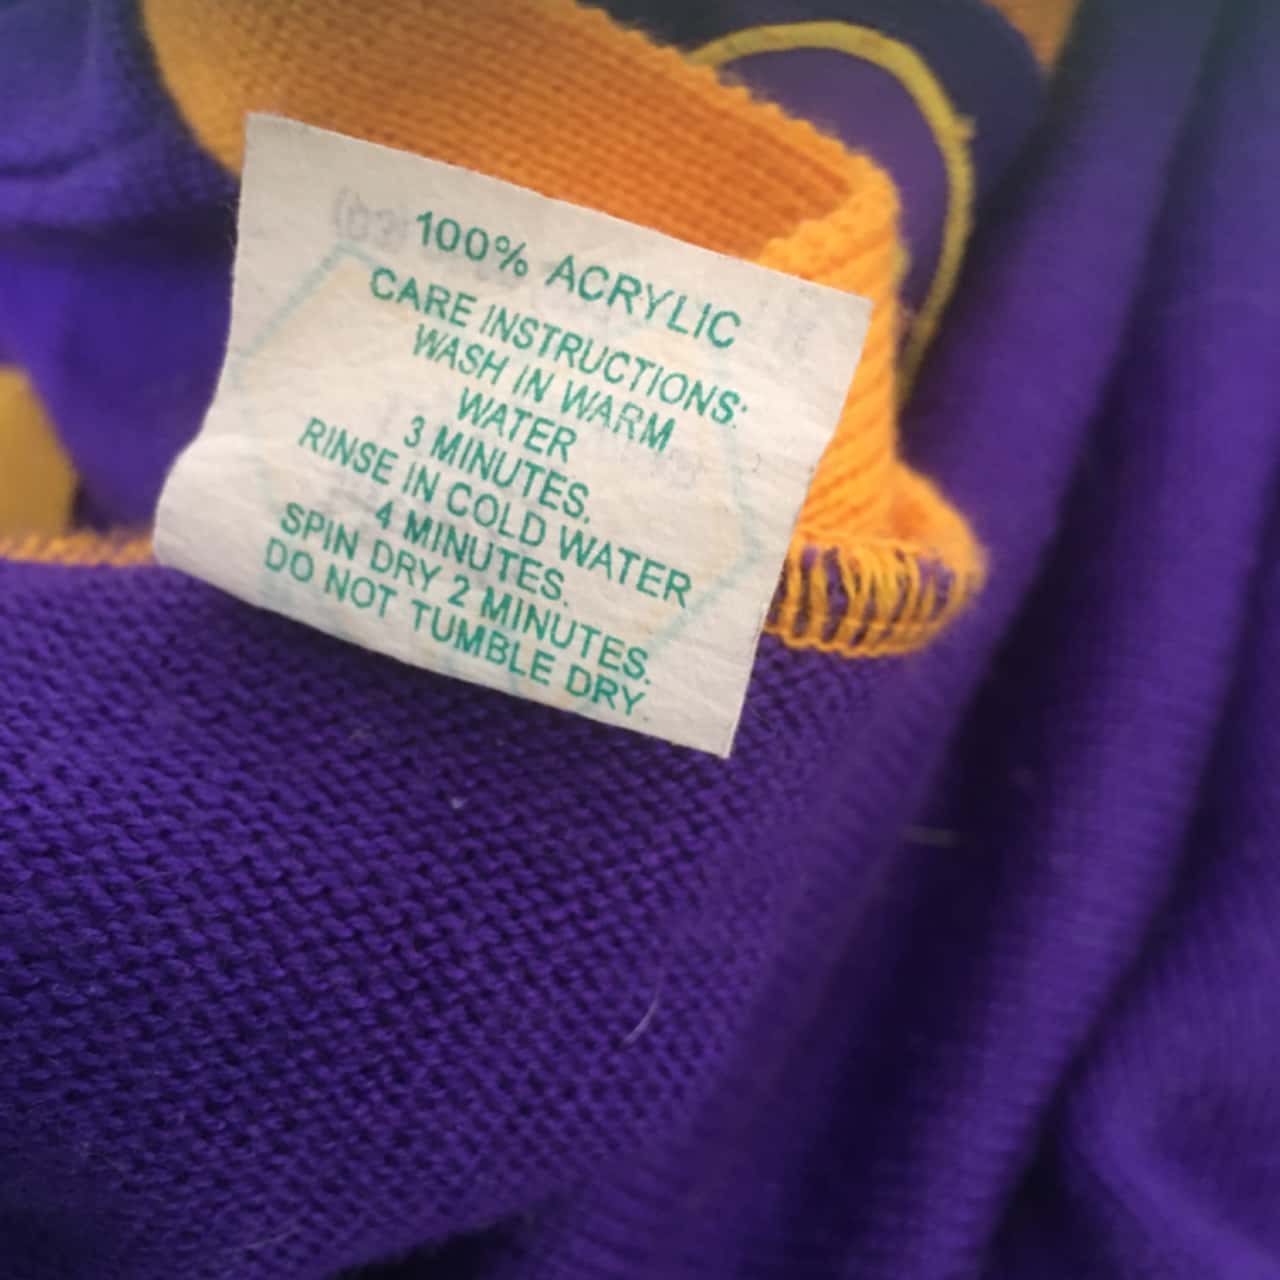 100% ACRYLIC
CARE INSTRUCTIONS:
WASH IN WARM
WATER
3 MINUTES.
RINSE IN COLD WATER
4 MINUTES.
SPIN DRY 2 MINUTES.
DO NOT TUMBLE DRY.